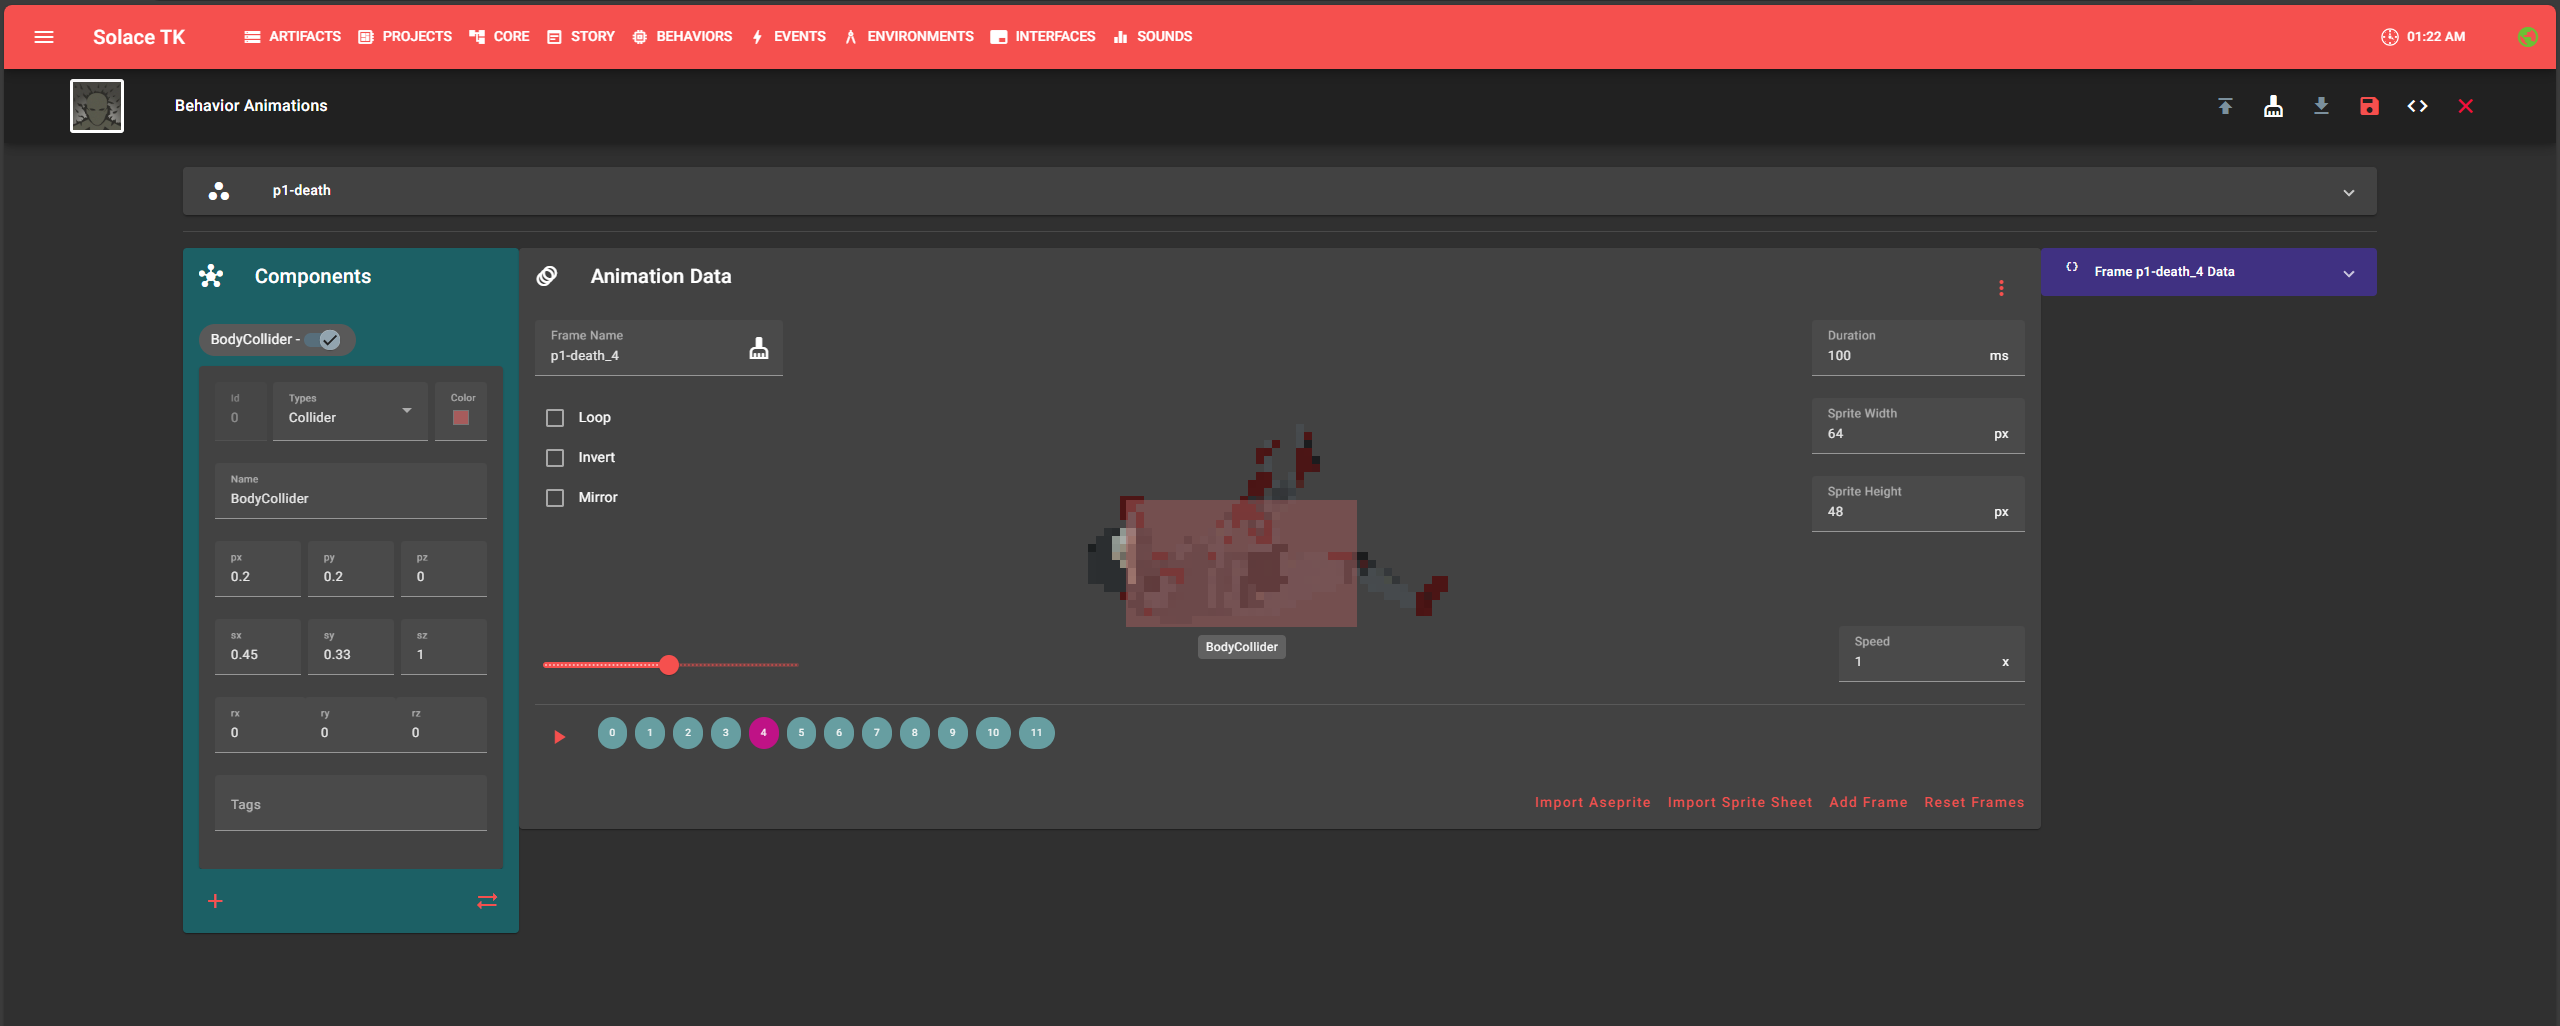 Solace TK
ARTIFACTS PROJECTS CORE STORY BEHAVIORS EVENTS ENVIRONMENTS INTERFACES SOUNDS
01:22 AM
Behavior Animations
p1-death
Components
BodyCollider -
Id
0
Types
Collider
Color
Name
BodyCollider
px
0.2
py
0.2
pz
0
sx
0.45
sy
0.33
sz
1
rx
0
ry
0
rz
0
Tags
Animation Data
Frame Name
p1-death_4
Loop
Invert
Mirror
BodyCollider
Duration
100 ms
Sprite Width
64 px
Sprite Height
48 px
Speed
1 x
0 1 2 3 4 5 6 7 8 9 10 11
Import Aseprite Import Sprite Sheet Add Frame Reset Frames
Frame p1-death_4 Data